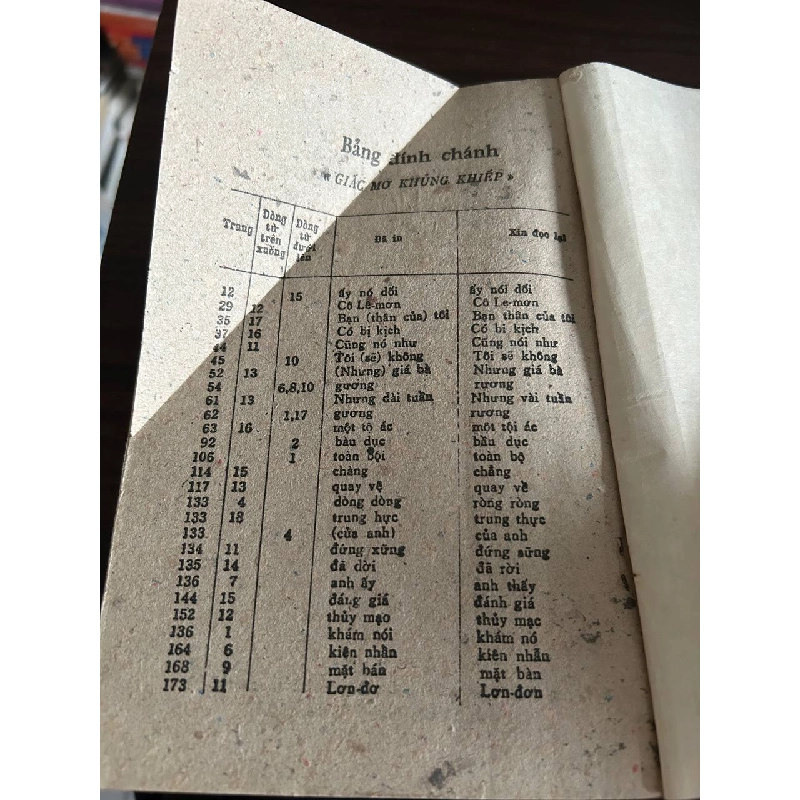 Bảng đính chánh
« GIẤC MƠ KHỦNG KHIẾP »
Trang Dòng từ trên xuống Dòng từ dưới lên Đã in Xin đọc lại
12 15 ấy nó dối ấy nói dối
29 12 Cô Le-mơn Cô Le-mơn
35 17 Bạn (thân của) tôi Bạn thân của tôi
37 16 Có bị kịch Có bi kịch
44 11 Cũng nó như Cũng nói như
45 10 Tôi (sẽ) không Tôi sẽ không
52 13 (Nhưng) giá bà Nhưng giá bà
54 6,8,10 gương rương
61 13 Nhưng dài tuần Nhưng vài tuần
62 1,17 gương rương
63 16 một tộ ác một tội ác
92 2 bàu dục bầu dục
106 1 toàn bội toàn bộ
114 15 chàng chẳng
117 13 quay vệ quay về
133 4 dòng dòng ròng ròng
133 18 trung hực trung thực
133 4 (của anh) của anh
134 11 đứng xững đứng sững
135 14 đã dời đã rời
136 7 anh ấy anh thấy
144 15 đáng giá đánh giá
152 12 thủy mạo thủy mạc
136 1 khám nói khám nó
164 6 kiên nhẫn kiên nhẫn
168 9 mặt bán mặt bàn
173 11 Lơn-đơ Lơn-đơn